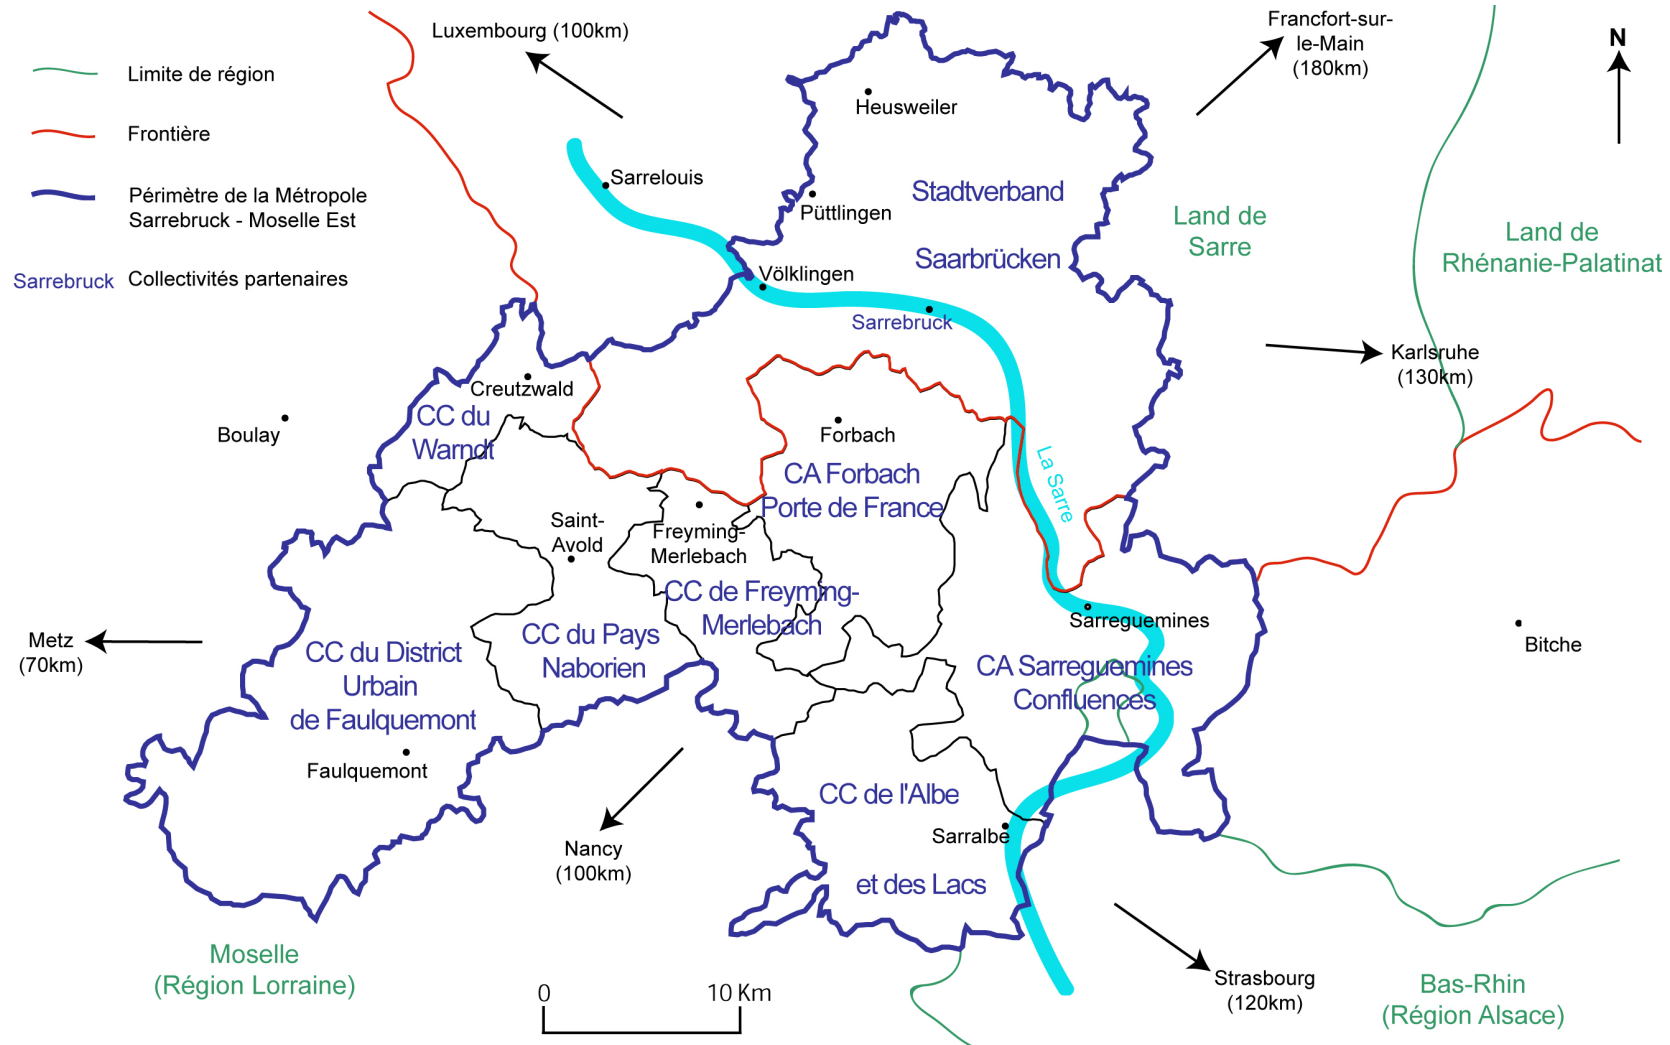 Luxembourg (100km)
Francfort-sur-
le-Main
(180km)
N
Limite de région
Frontière
Périmètre de la Métropole
Sarrebruck - Moselle Est
Sarrebruck Collectivités partenaires
Heusweiler
Sarrelouis
Püttlingen
Stadtverband
Saarbrücken
Land de
Sarre
Land de
Rhénanie-Palatinat
Völklingen
Sarrebruck
Karlsruhe
(130km)
Creutzwald
CC du
Warndt
Boulay
Forbach
CA Forbach
Porte de France
La Sarre
Saint-
Avold
Freyming-
Merlebach
CC de Freyming-
Merlebach
Sarreguemines
Bitche
Metz
(70km)
CC du District
Urbain
de Faulquemont
CC du Pays
Naborien
CA Sarreguemines
Confluences
Faulquemont
CC de l'Albe
Sarralbe
et des Lacs
Nancy
(100km)
Moselle
(Région Lorraine)
0 10 Km
Strasbourg
(120km)
Bas-Rhin
(Région Alsace)